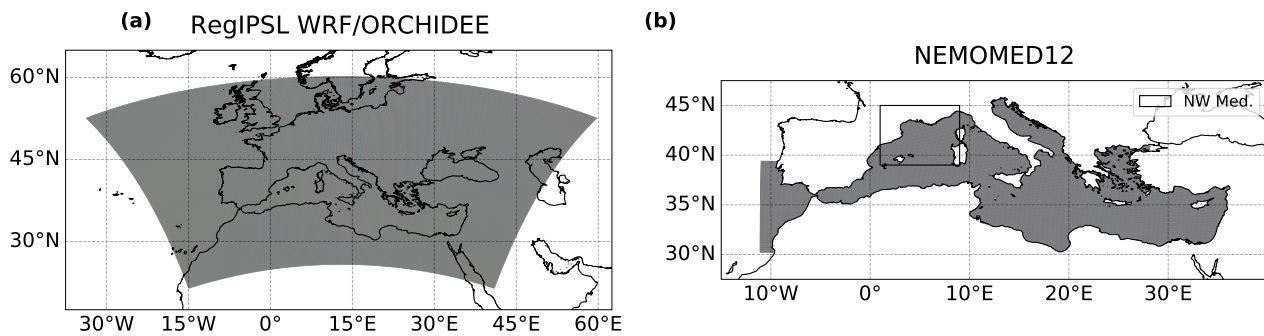 (a) RegIPSL WRF/ORCHIDEE
60°N
45°N
30°N
30°W 15°W 0° 15°E 30°E 45°E 60°E
(b)
NEMOMED12
NW Med.
45°N
40°N
35°N
30°N
10°W 0° 10°E 20°E 30°E